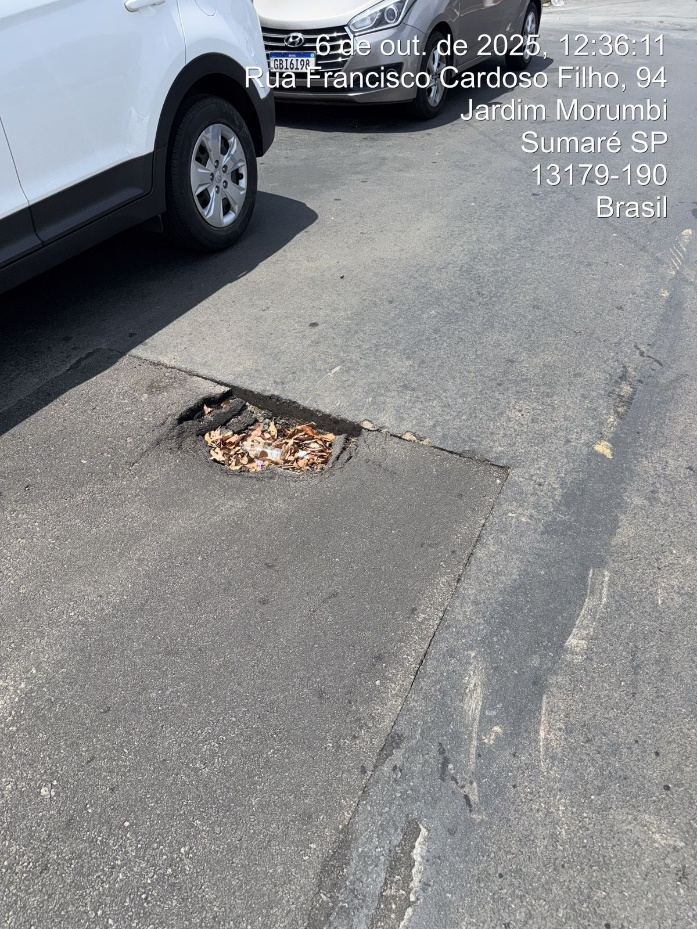 6 de out. de 2025, 12:36:11
Rua Francisco Cardoso Filho, 94
Jardim Morumbi
Sumaré SP
13179-190
Brasil
GBI6I98